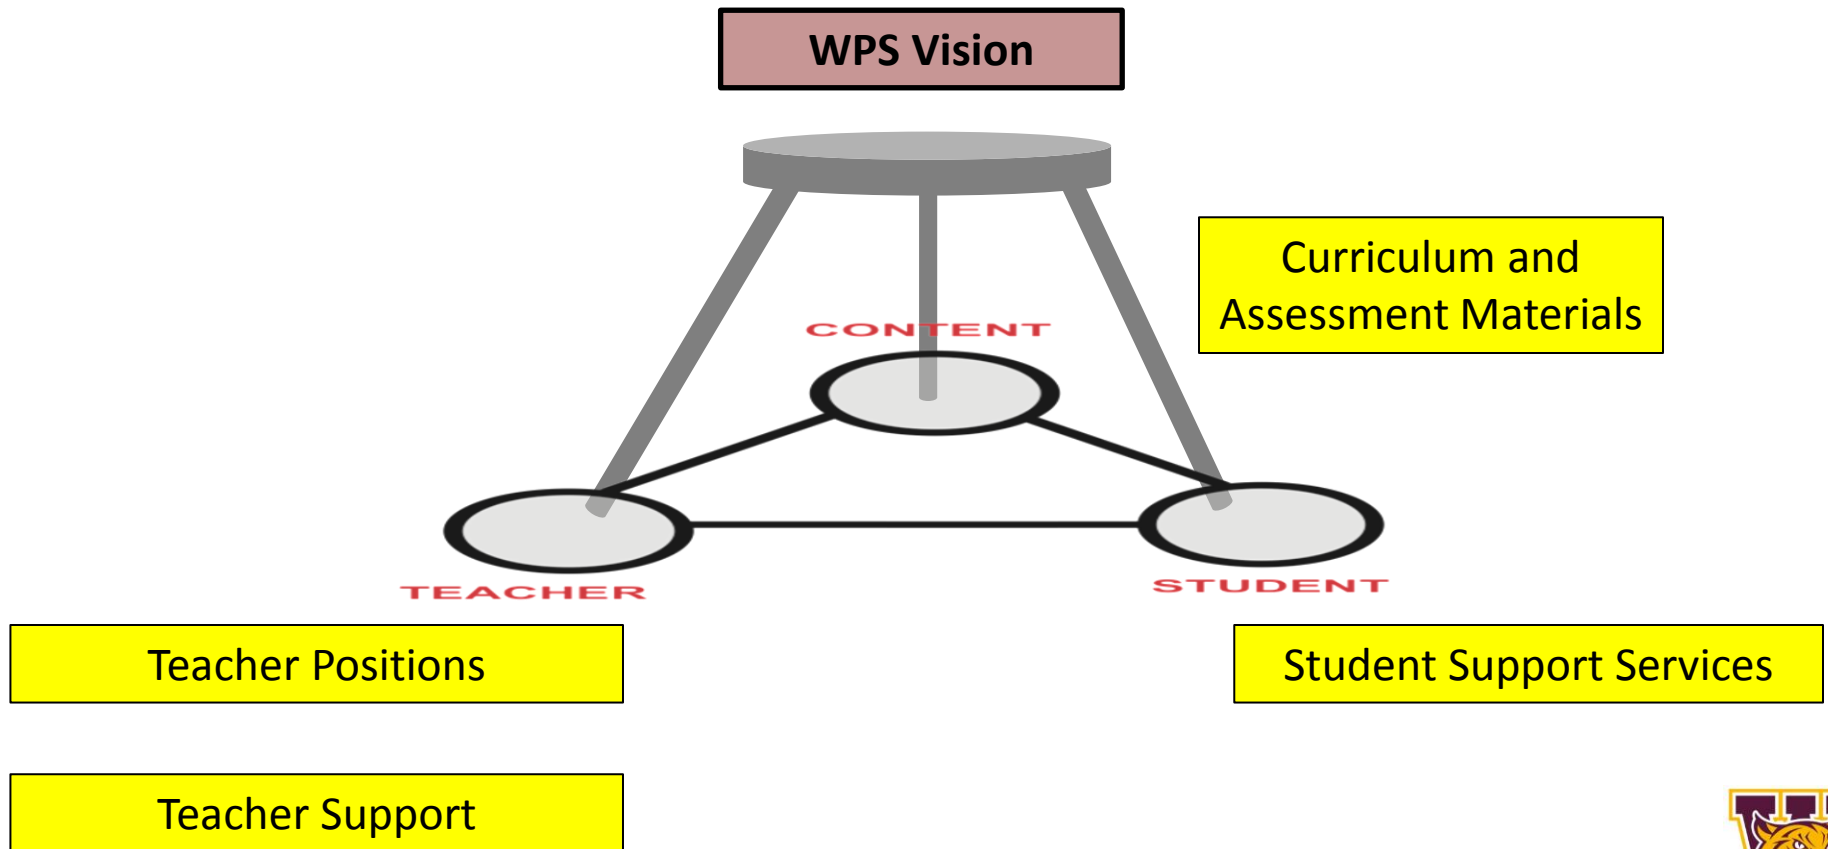 WPS Vision
Curriculum and
Assessment Materials
CONTENT
TEACHER
STUDENT
Teacher Positions
Student Support Services
Teacher Support
W